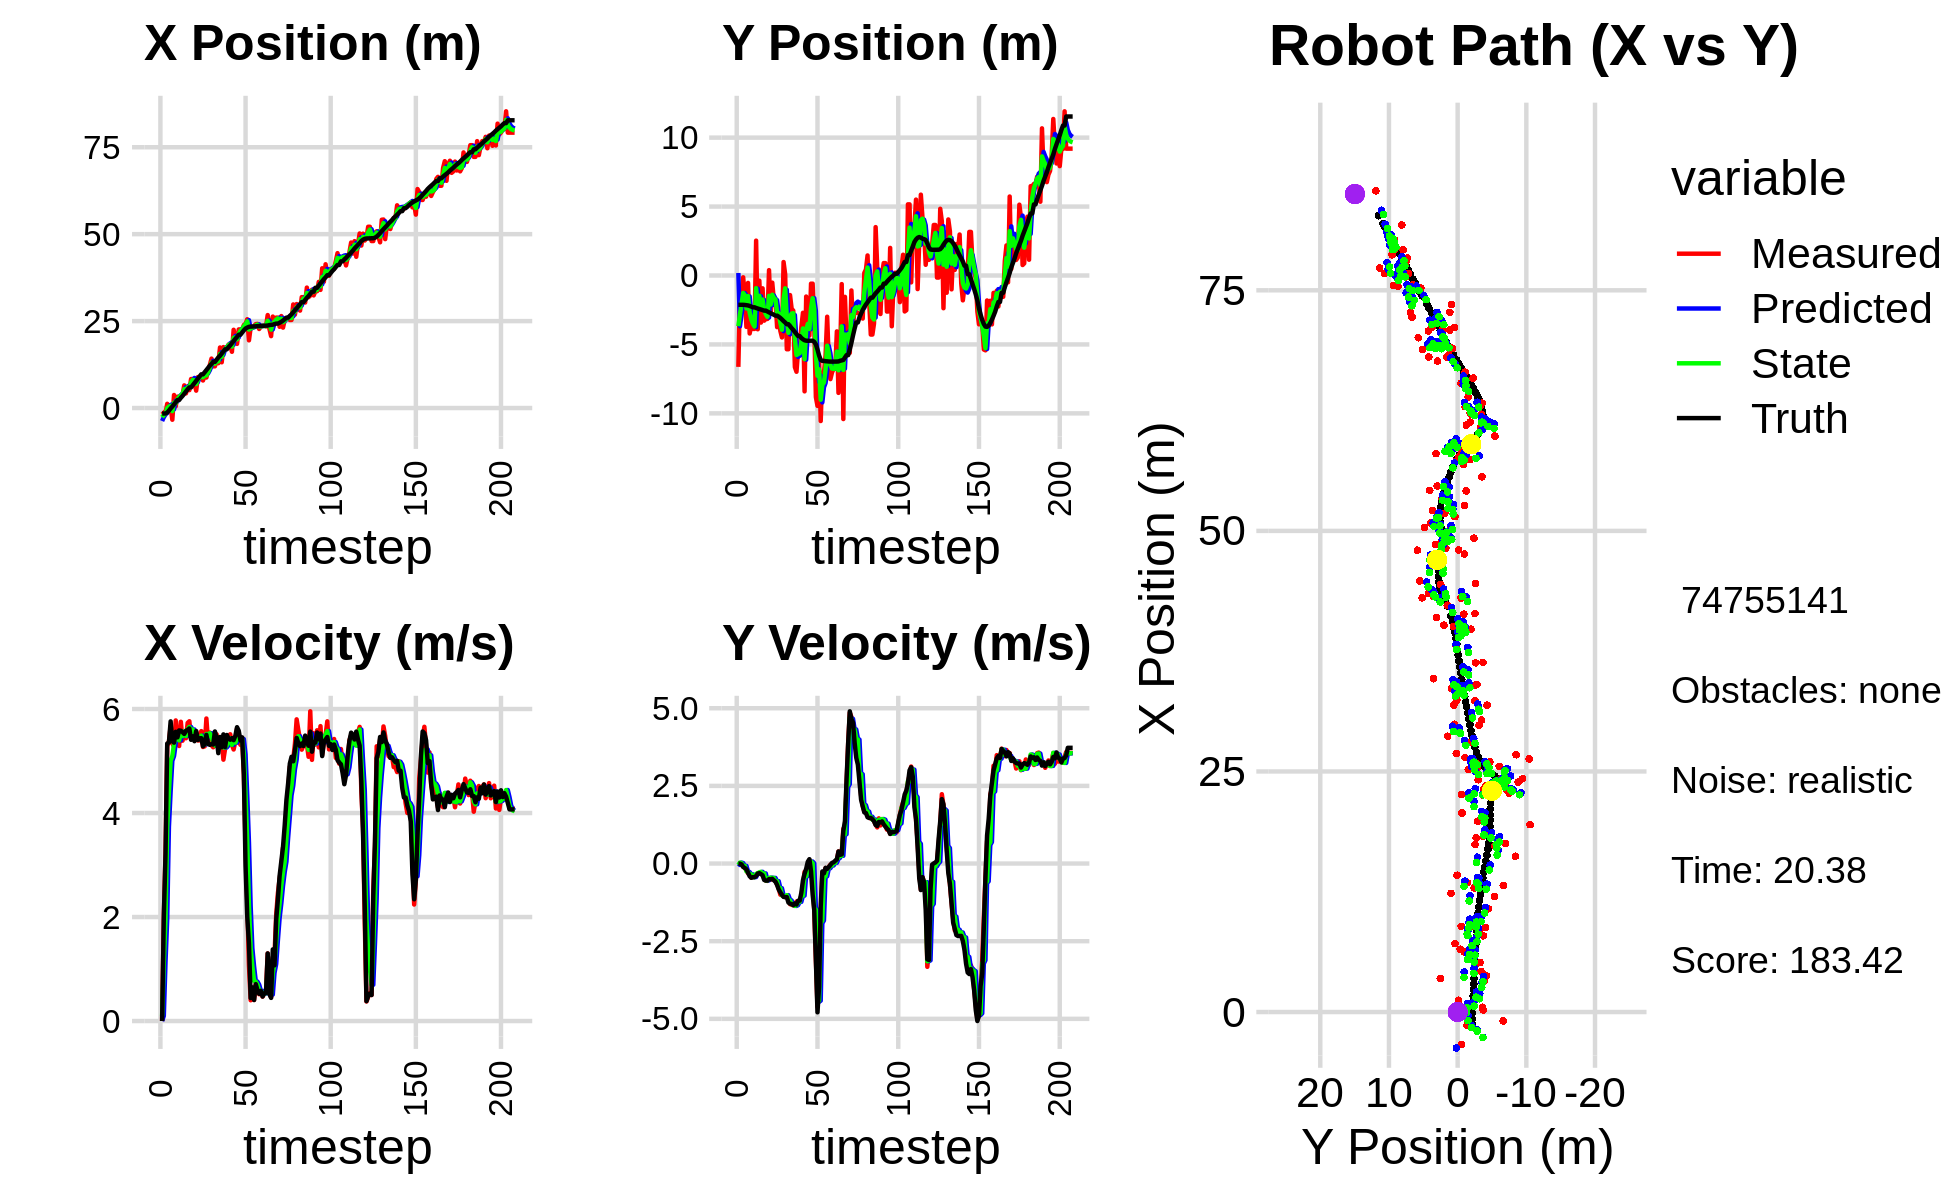 X Position (m)
75
50
25
0
0
50
100
150
200
timestep
Y Position (m)
10
5
0
-5
-10
0
50
100
150
200
timestep
X Velocity (m/s)
6
4
2
0
0
50
100
150
200
timestep
Y Velocity (m/s)
5.0
2.5
0.0
-2.5
-5.0
0
50
100
150
200
timestep
Robot Path (X vs Y)
X Position (m)
75
50
25
0
20 10 0 -10 -20
Y Position (m)
variable
Measured
Predicted
State
Truth
74755141
Obstacles: none
Noise: realistic
Time: 20.38
Score: 183.42